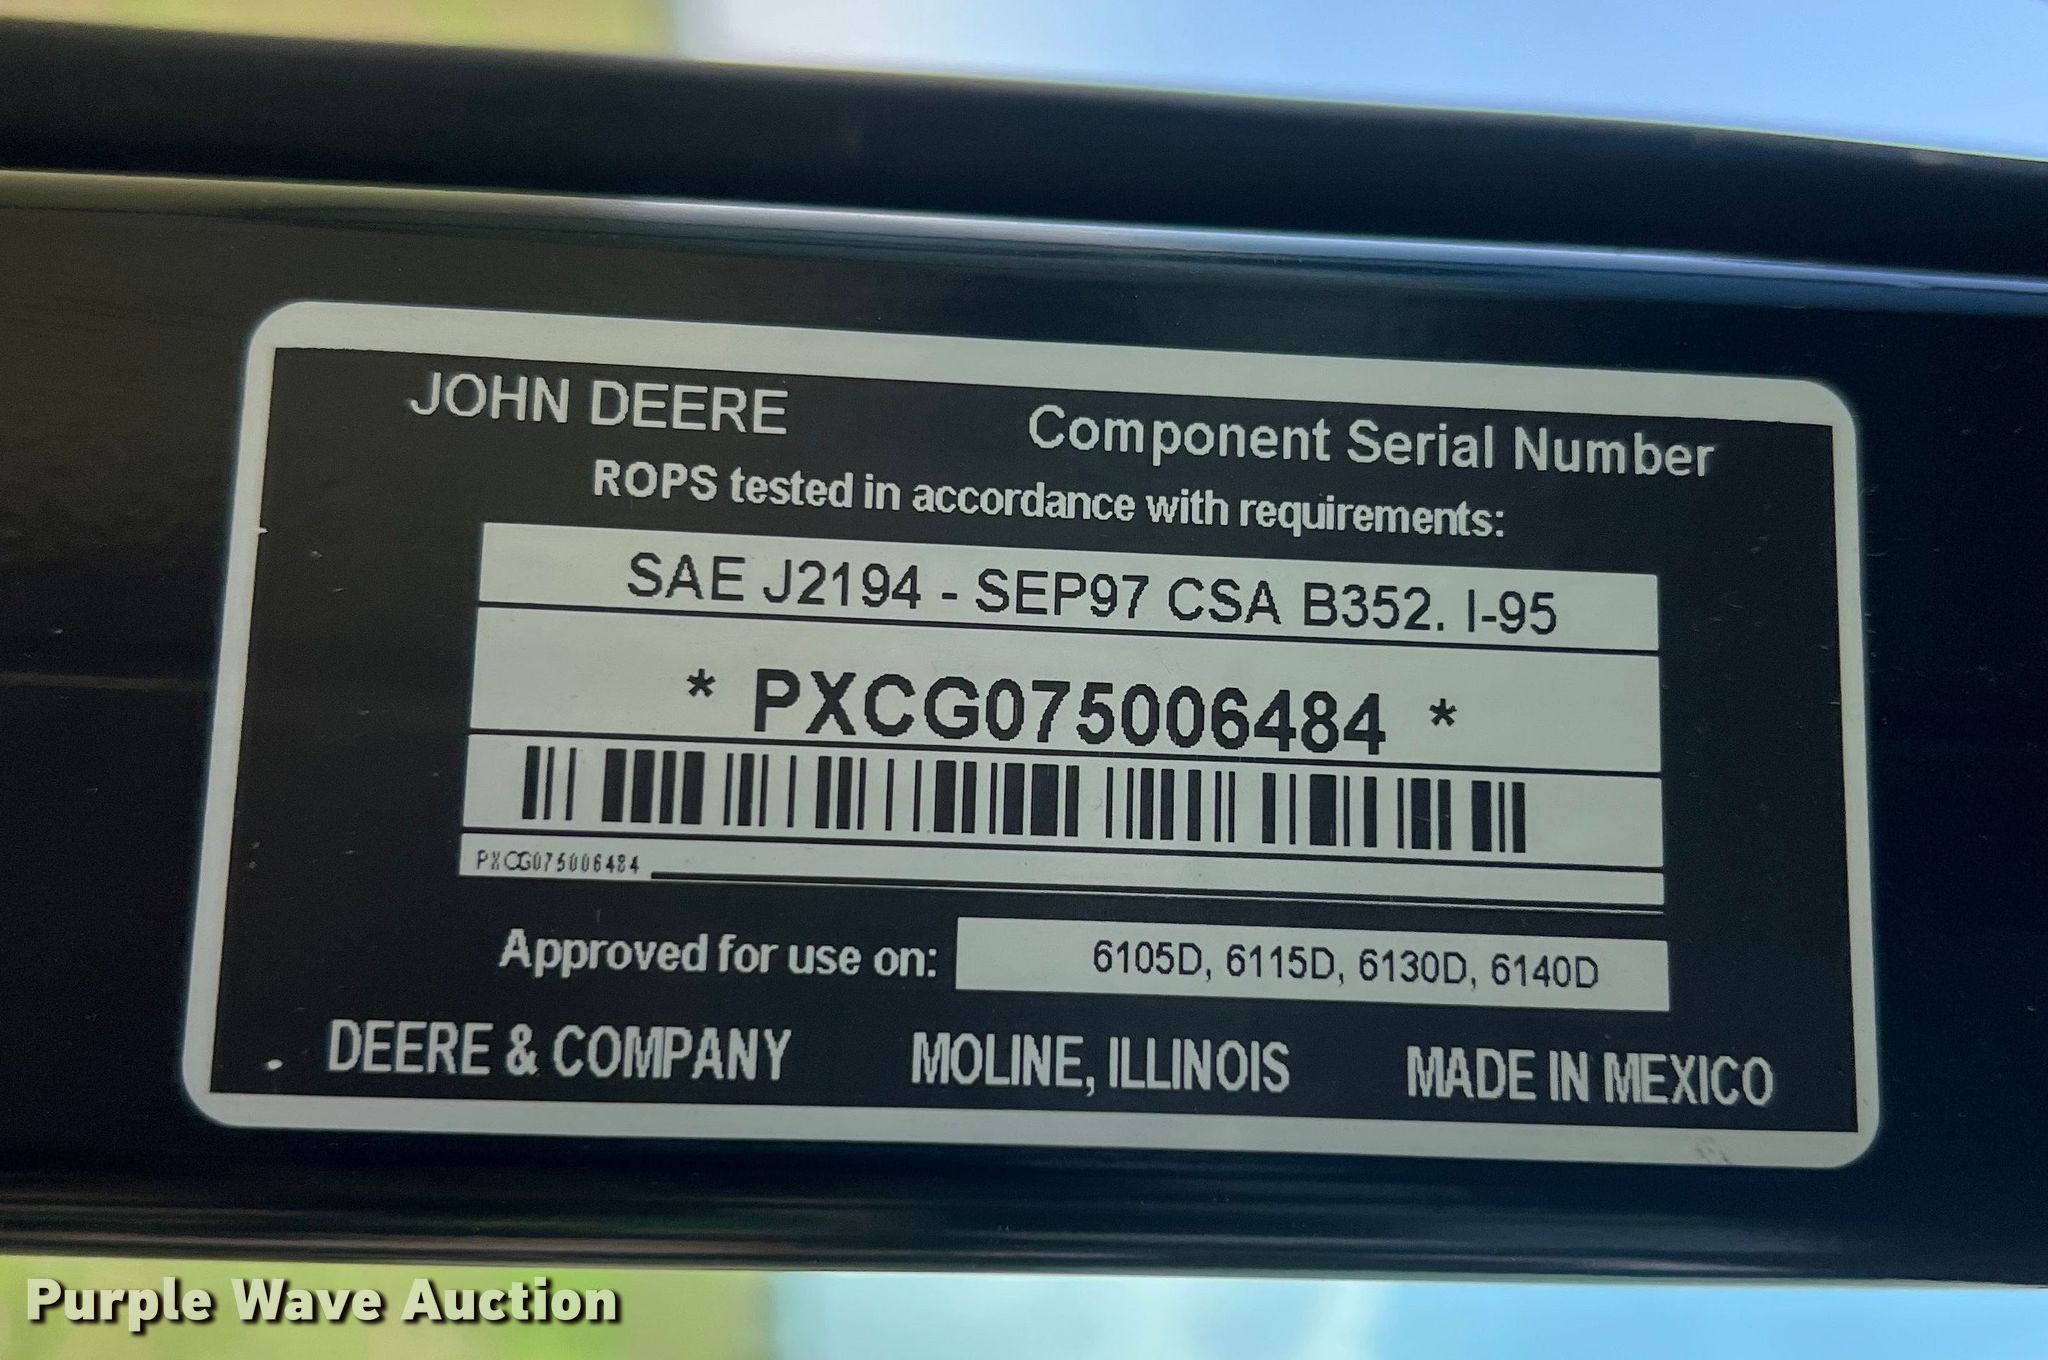 JOHN DEERE
Component Serial Number
ROPS tested in accordance with requirements:
SAE J2194 - SEP97 CSA B352. I-95
* PXCG075006484 *
PXCG075006484
Approved for use on: 6105D, 6115D, 6130D, 6140D
DEERE & COMPANY MOLINE, ILLINOIS MADE IN MEXICO
Purple Wave Auction